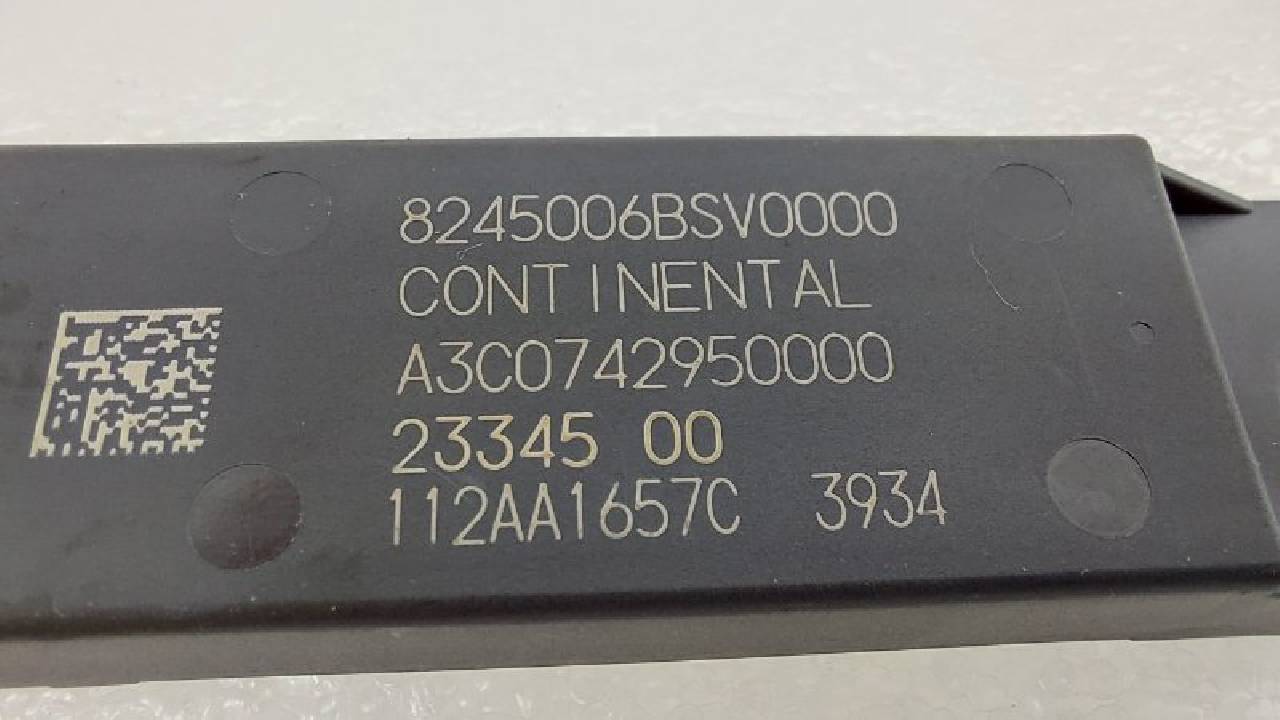 8245006BSV0000
CONTINENTAL
A3C0742950000
23345 00
112AA1657C 3934